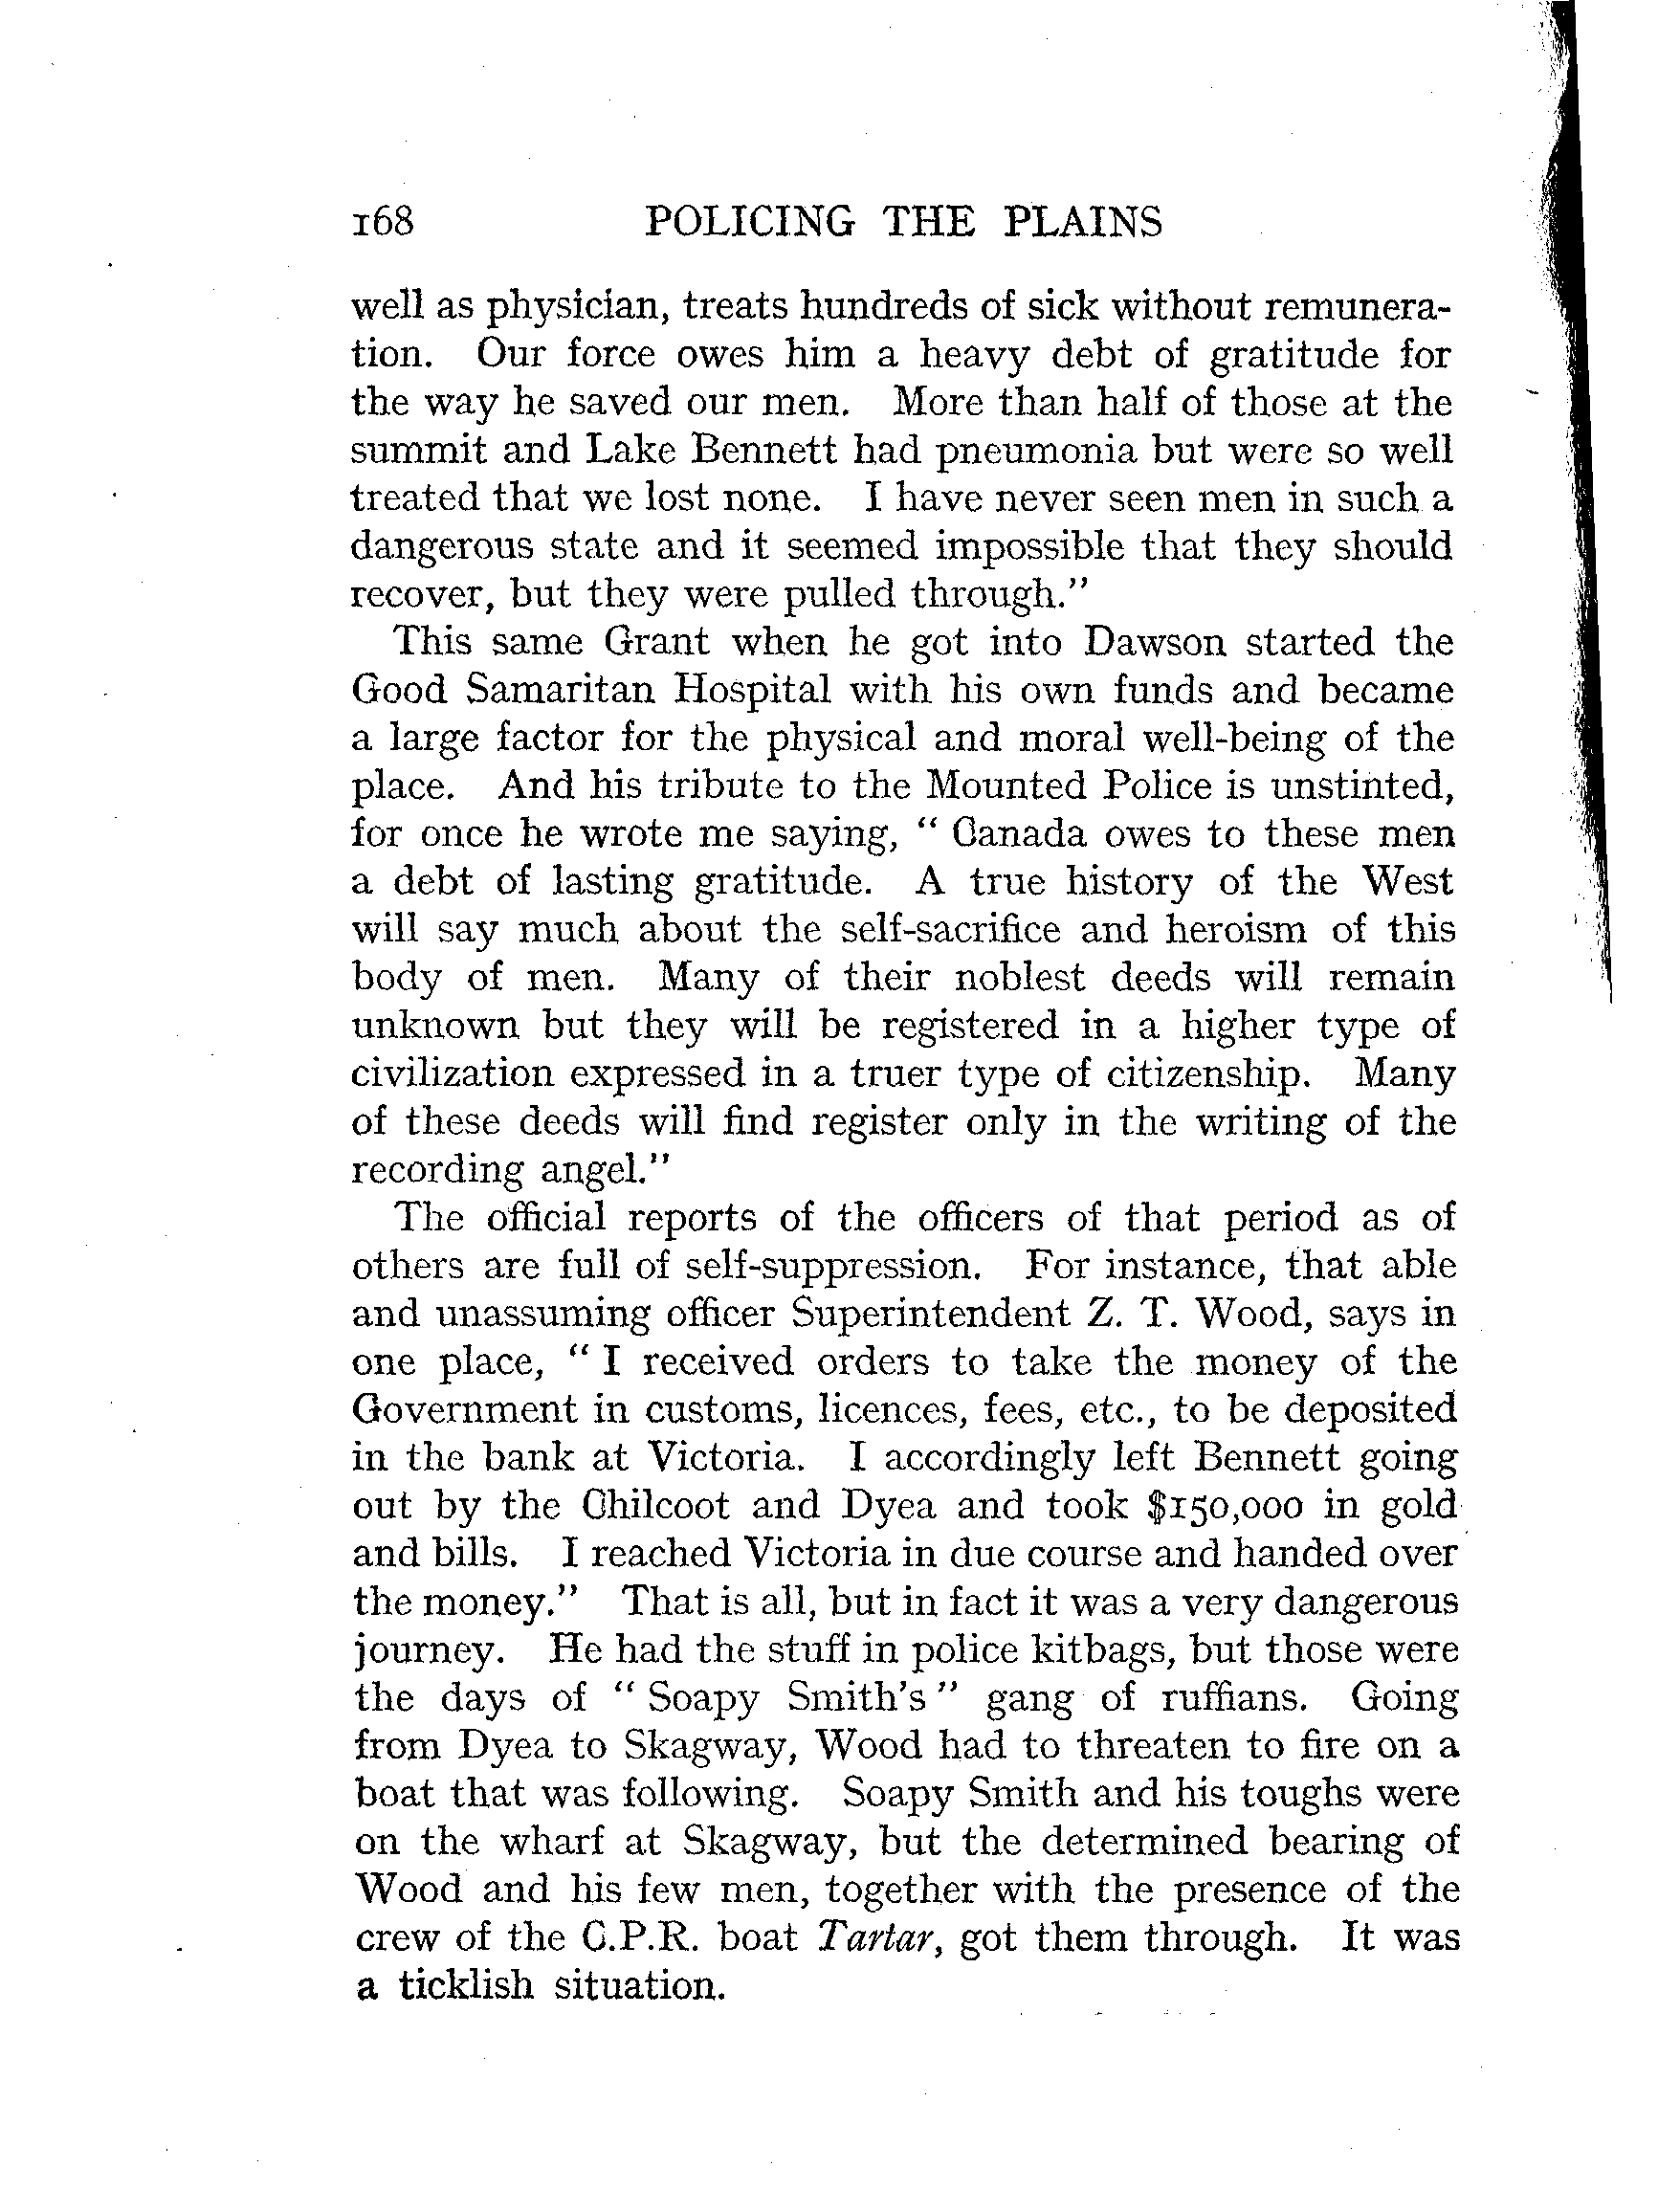 168 POLICING THE PLAINS
well as physician, treats hundreds of sick without remunera-
tion. Our force owes him a heavy debt of gratitude for
the way he saved our men. More than half of those at the
summit and Lake Bennett had pneumonia but were so well
treated that we lost none. I have never seen men in such a
dangerous state and it seemed impossible that they should
recover, but they were pulled through."
This same Grant when he got into Dawson started the
Good Samaritan Hospital with his own funds and became
a large factor for the physical and moral well-being of the
place. And his tribute to the Mounted Police is unstinted,
for once he wrote me saying, " Canada owes to these men
a debt of lasting gratitude. A true history of the West
will say much about the self-sacrifice and heroism of this
body of men. Many of their noblest deeds will remain
unknown but they will be registered in a higher type of
civilization expressed in a truer type of citizenship. Many
of these deeds will find register only in the writing of the
recording angel."
The official reports of the officers of that period as of
others are full of self-suppression. For instance, that able
and unassuming officer Superintendent Z. T. Wood, says in
one place, " I received orders to take the money of the
Government in customs, licences, fees, etc., to be deposited
in the bank at Victoria. I accordingly left Bennett going
out by the Chilcoot and Dyea and took $150,000 in gold
and bills. I reached Victoria in due course and handed over
the money." That is all, but in fact it was a very dangerous
journey. He had the stuff in police kitbags, but those were
the days of " Soapy Smith's " gang of ruffians. Going
from Dyea to Skagway, Wood had to threaten to fire on a
boat that was following. Soapy Smith and his toughs were
on the wharf at Skagway, but the determined bearing of
Wood and his few men, together with the presence of the
crew of the C.P.R. boat Tartar, got them through. It was
a ticklish situation.